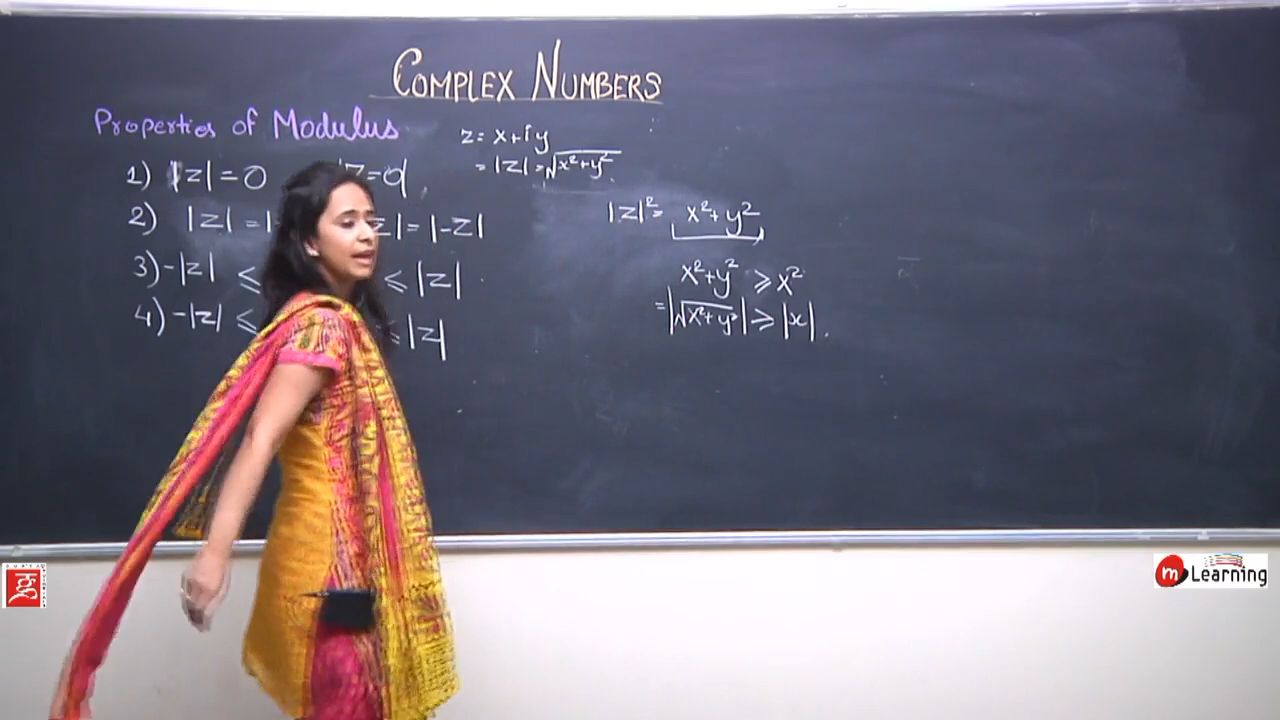 COMPLEX NUMBERS
Properties of Modulus
1) |z| = 0 z=0
2) |z| = |- z| = |-z|
3) -|z| ≤ ≤ |z|
4) -|z| ≤ ≤ |z|
z = x+iy
= |z| = √x²+y²
|z|² = x²+y²
x²+y² ≥ x²
= |√x²+y²| ≥ |x|.
m Learning